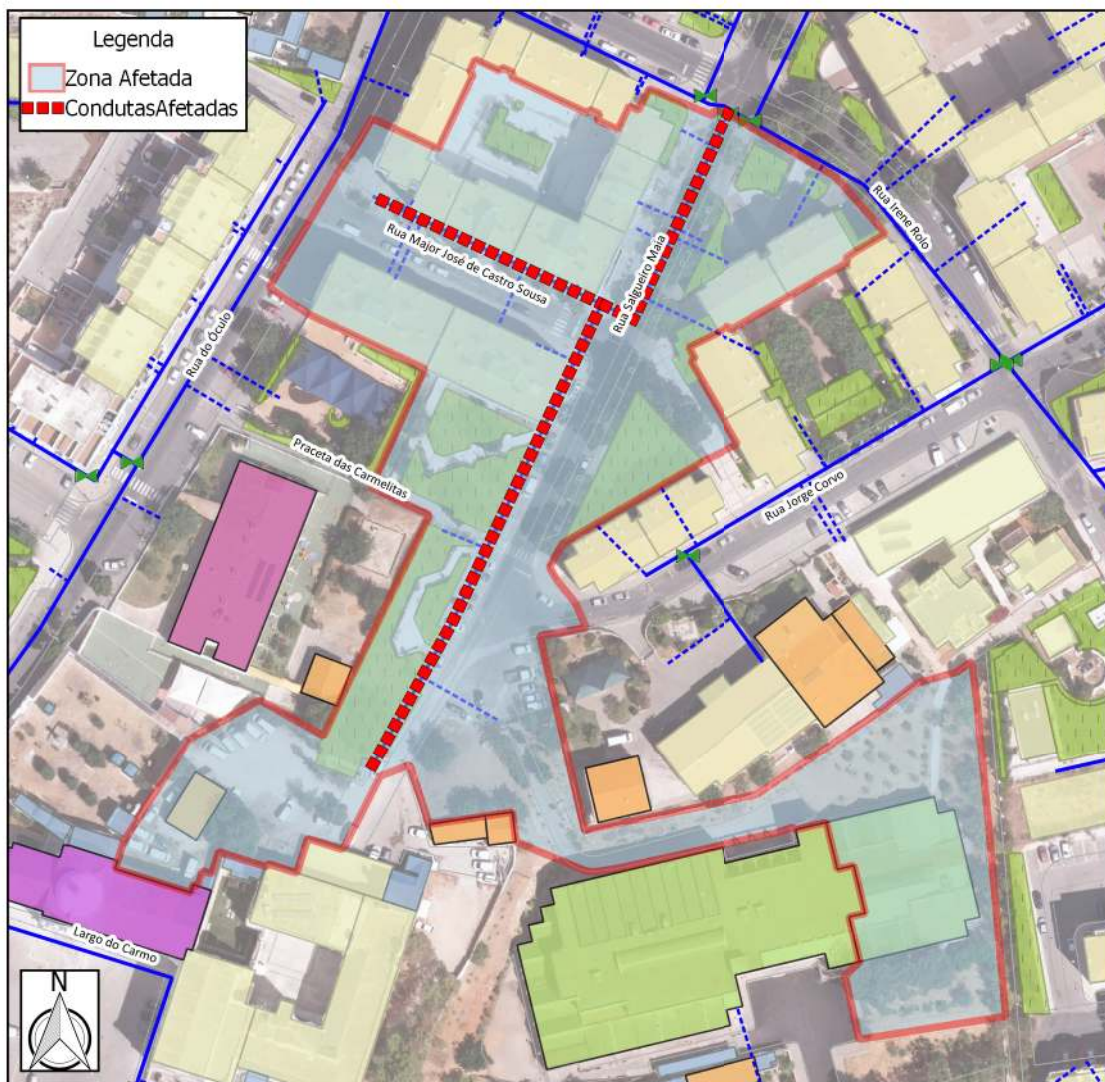 Legenda
Zona Afetada
CondutasAfetadas
Rua Irene Rolo
Rua Major José de Castro Sousa
Rua Salgueiro Maia
Rua do Óculo
Praceta das Carmelitas
Rua Jorge Corvo
Largo do Carmo
N